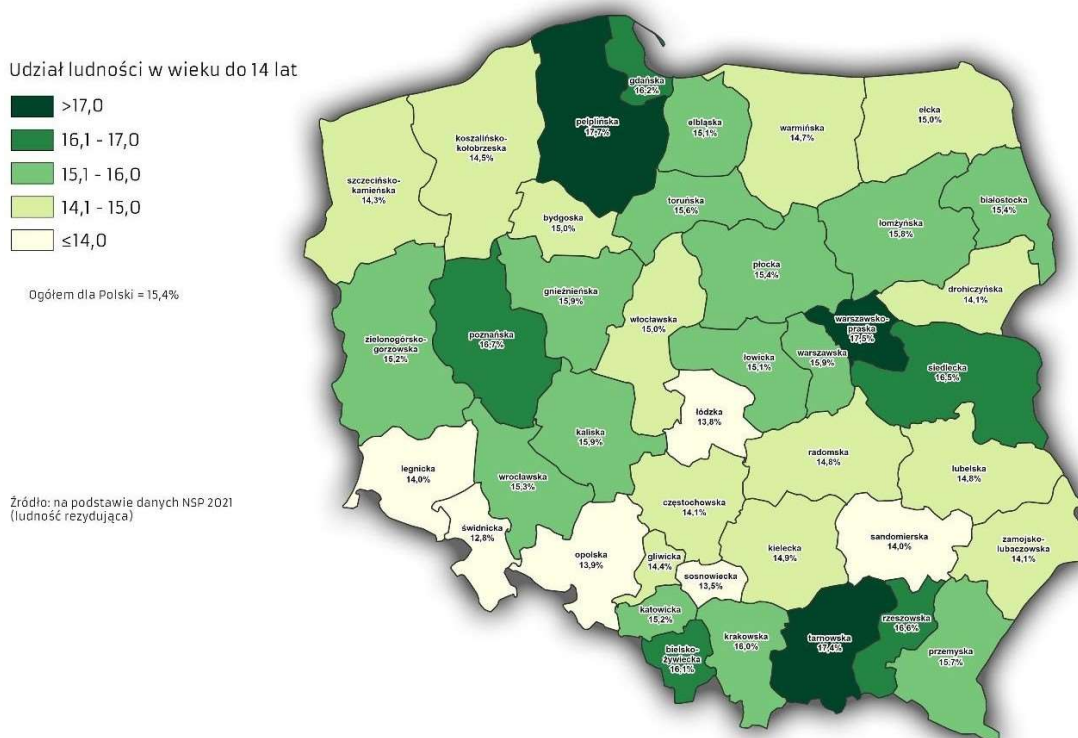 Udział ludności w wieku do 14 lat
>17,0
16,1 - 17,0
15,1 - 16,0
14,1 - 15,0
≤14,0
Ogółem dla Polski = 15,4%
Źródło: na podstawie danych NSP 2021
(ludność rezydująca)
gdańska
16,2%
pelplińska
17,7%
elbląska
15,1%
warmińska
14,7%
ełcka
15,0%
koszalińsko-
kołobrzeska
14,5%
szczecińsko-
kamieńska
14,3%
bydgoska
15,0%
toruńska
15,6%
łomżyńska
15,8%
białostocka
15,4%
płocka
15,4%
gnieźnieńska
15,9%
drohiczyńska
14,1%
włocławska
15,0%
warszawsko-
praska
17,5%
zielonogórsko-
gorzowska
15,2%
poznańska
16,7%
łowicka
15,1%
warszawska
15,9%
siedlecka
16,5%
łódzka
13,8%
kaliska
15,9%
radomska
14,8%
legnicka
14,0%
wrocławska
15,3%
lubelska
14,8%
częstochowska
14,1%
świdnicka
12,8%
opolska
13,9%
gliwicka
14,4%
kielecka
14,9%
sandomierska
14,0%
zamojsko-
lubaczowska
14,1%
sosnowiecka
13,5%
katowicka
15,2%
bielsko-
żywiecka
16,1%
krakowska
16,0%
tarnowska
17,4%
rzeszowska
16,6%
przemyska
15,7%